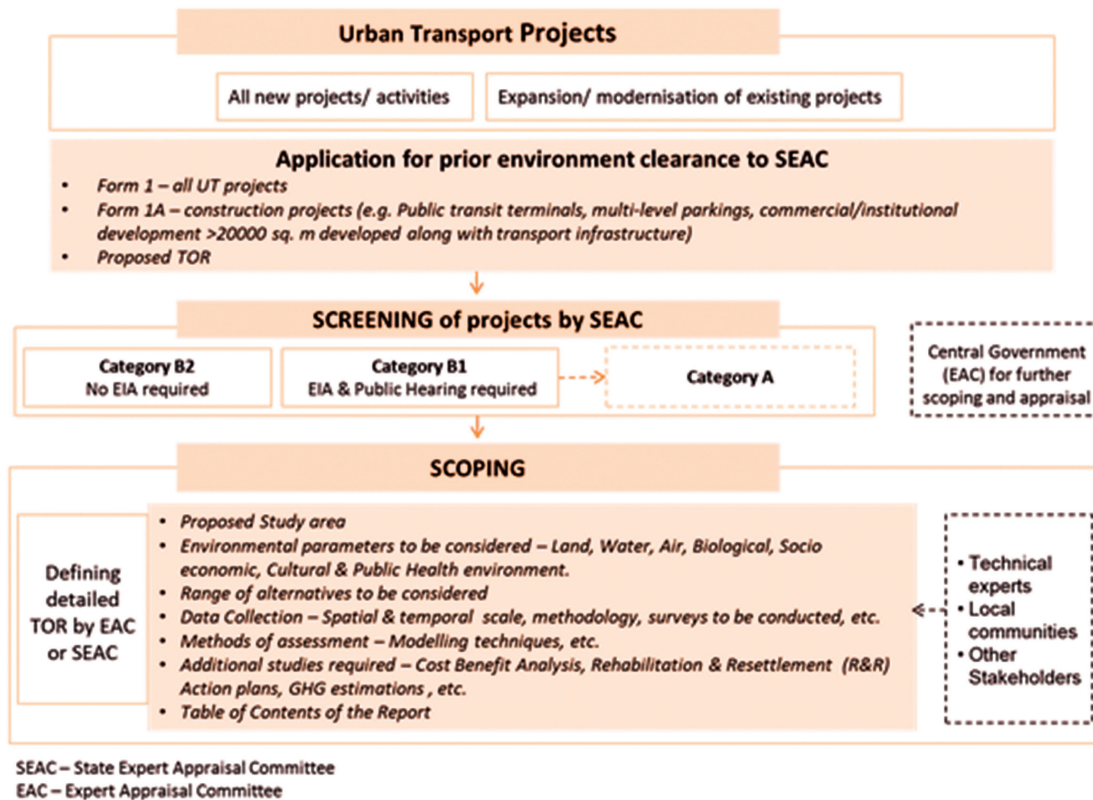 Urban Transport Projects
All new projects/ activities
Expansion/ modernisation of existing projects
Application for prior environment clearance to SEAC
• Form 1 – all UT projects
• Form 1A – construction projects (e.g. Public transit terminals, multi-level parkings, commercial/institutional
development >20000 sq. m developed along with transport infrastructure)
• Proposed TOR
SCREENING of projects by SEAC
Category B2
No EIA required
Category B1
EIA & Public Hearing required
Category A
Central Government
(EAC) for further
scoping and appraisal
SCOPING
Defining
detailed
TOR by EAC
or SEAC
• Proposed Study area
• Environmental parameters to be considered – Land, Water, Air, Biological, Socio
economic, Cultural & Public Health environment.
• Range of alternatives to be considered
• Data Collection – Spatial & temporal scale, methodology, surveys to be conducted, etc.
• Methods of assessment – Modelling techniques, etc.
• Additional studies required – Cost Benefit Analysis, Rehabilitation & Resettlement (R&R)
Action plans, GHG estimations , etc.
• Table of Contents of the Report
• Technical
experts
• Local
communities
• Other
Stakeholders
SEAC – State Expert Appraisal Committee
EAC – Expert Appraisal Committee